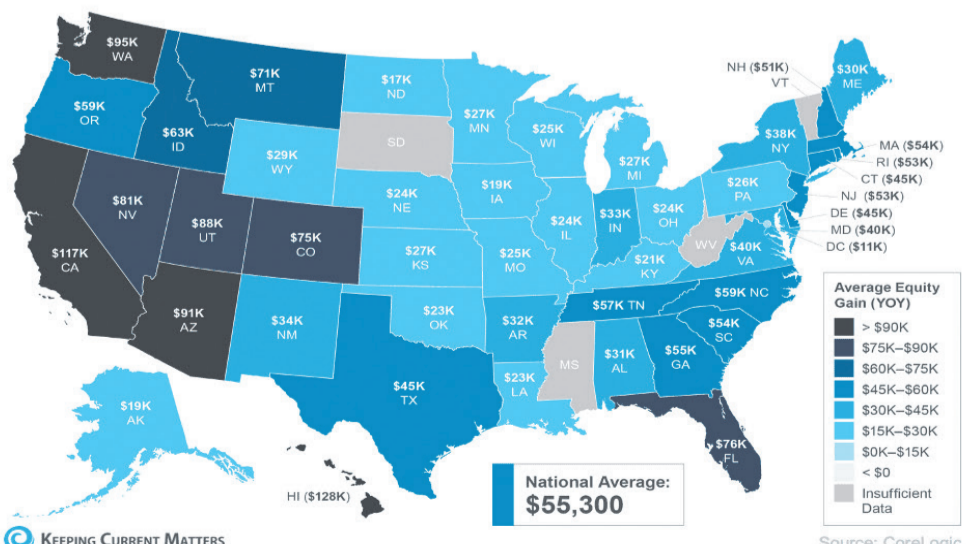 $95K
WA
$71K
MT
$17K
ND
$27K
MN
$25K
WI
$27K
MI
NH ($51K)
VT
$30K
ME
$59K
OR
$63K
ID
$29K
WY
SD
$38K
NY
MA ($54K)
RI ($53K)
CT ($45K)
NJ ($53K)
DE ($45K)
MD ($40K)
DC ($11K)
$81K
NV
$88K
UT
$75K
CO
$24K
NE
$19K
IA
$24K
IL
$33K
IN
$24K
OH
$26K
PA
WV
$40K
VA
$117K
CA
$27K
KS
$25K
MO
$21K
KY
$91K
AZ
$34K
NM
$23K
OK
$32K
AR
$57K TN
$59K NC
$54K
SC
$45K
TX
$23K
LA
MS
$31K
AL
$55K
GA
$76K
FL
$19K
AK
HI ($128K)
Average Equity
Gain (YOY)
> $90K
$75K–$90K
$60K–$75K
$45K–$60K
$30K–$45K
$15K–$30K
$0K–$15K
< $0
Insufficient
Data
National Average:
$55,300
KEEPING CURRENT MATTERS
Source: CoreLogic